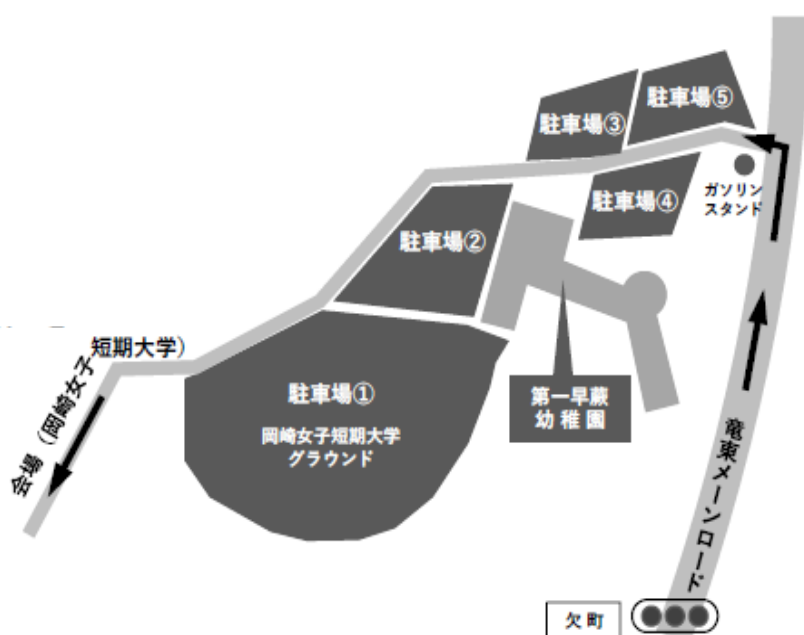 駐車場⑤
駐車場③
ガソリン
スタンド
駐車場④
駐車場②
会場（岡崎女子
短期大学）
駐車場①
岡崎女子短期大学
グラウンド
第一早蕨
幼稚園
竜東メーンロード
欠町